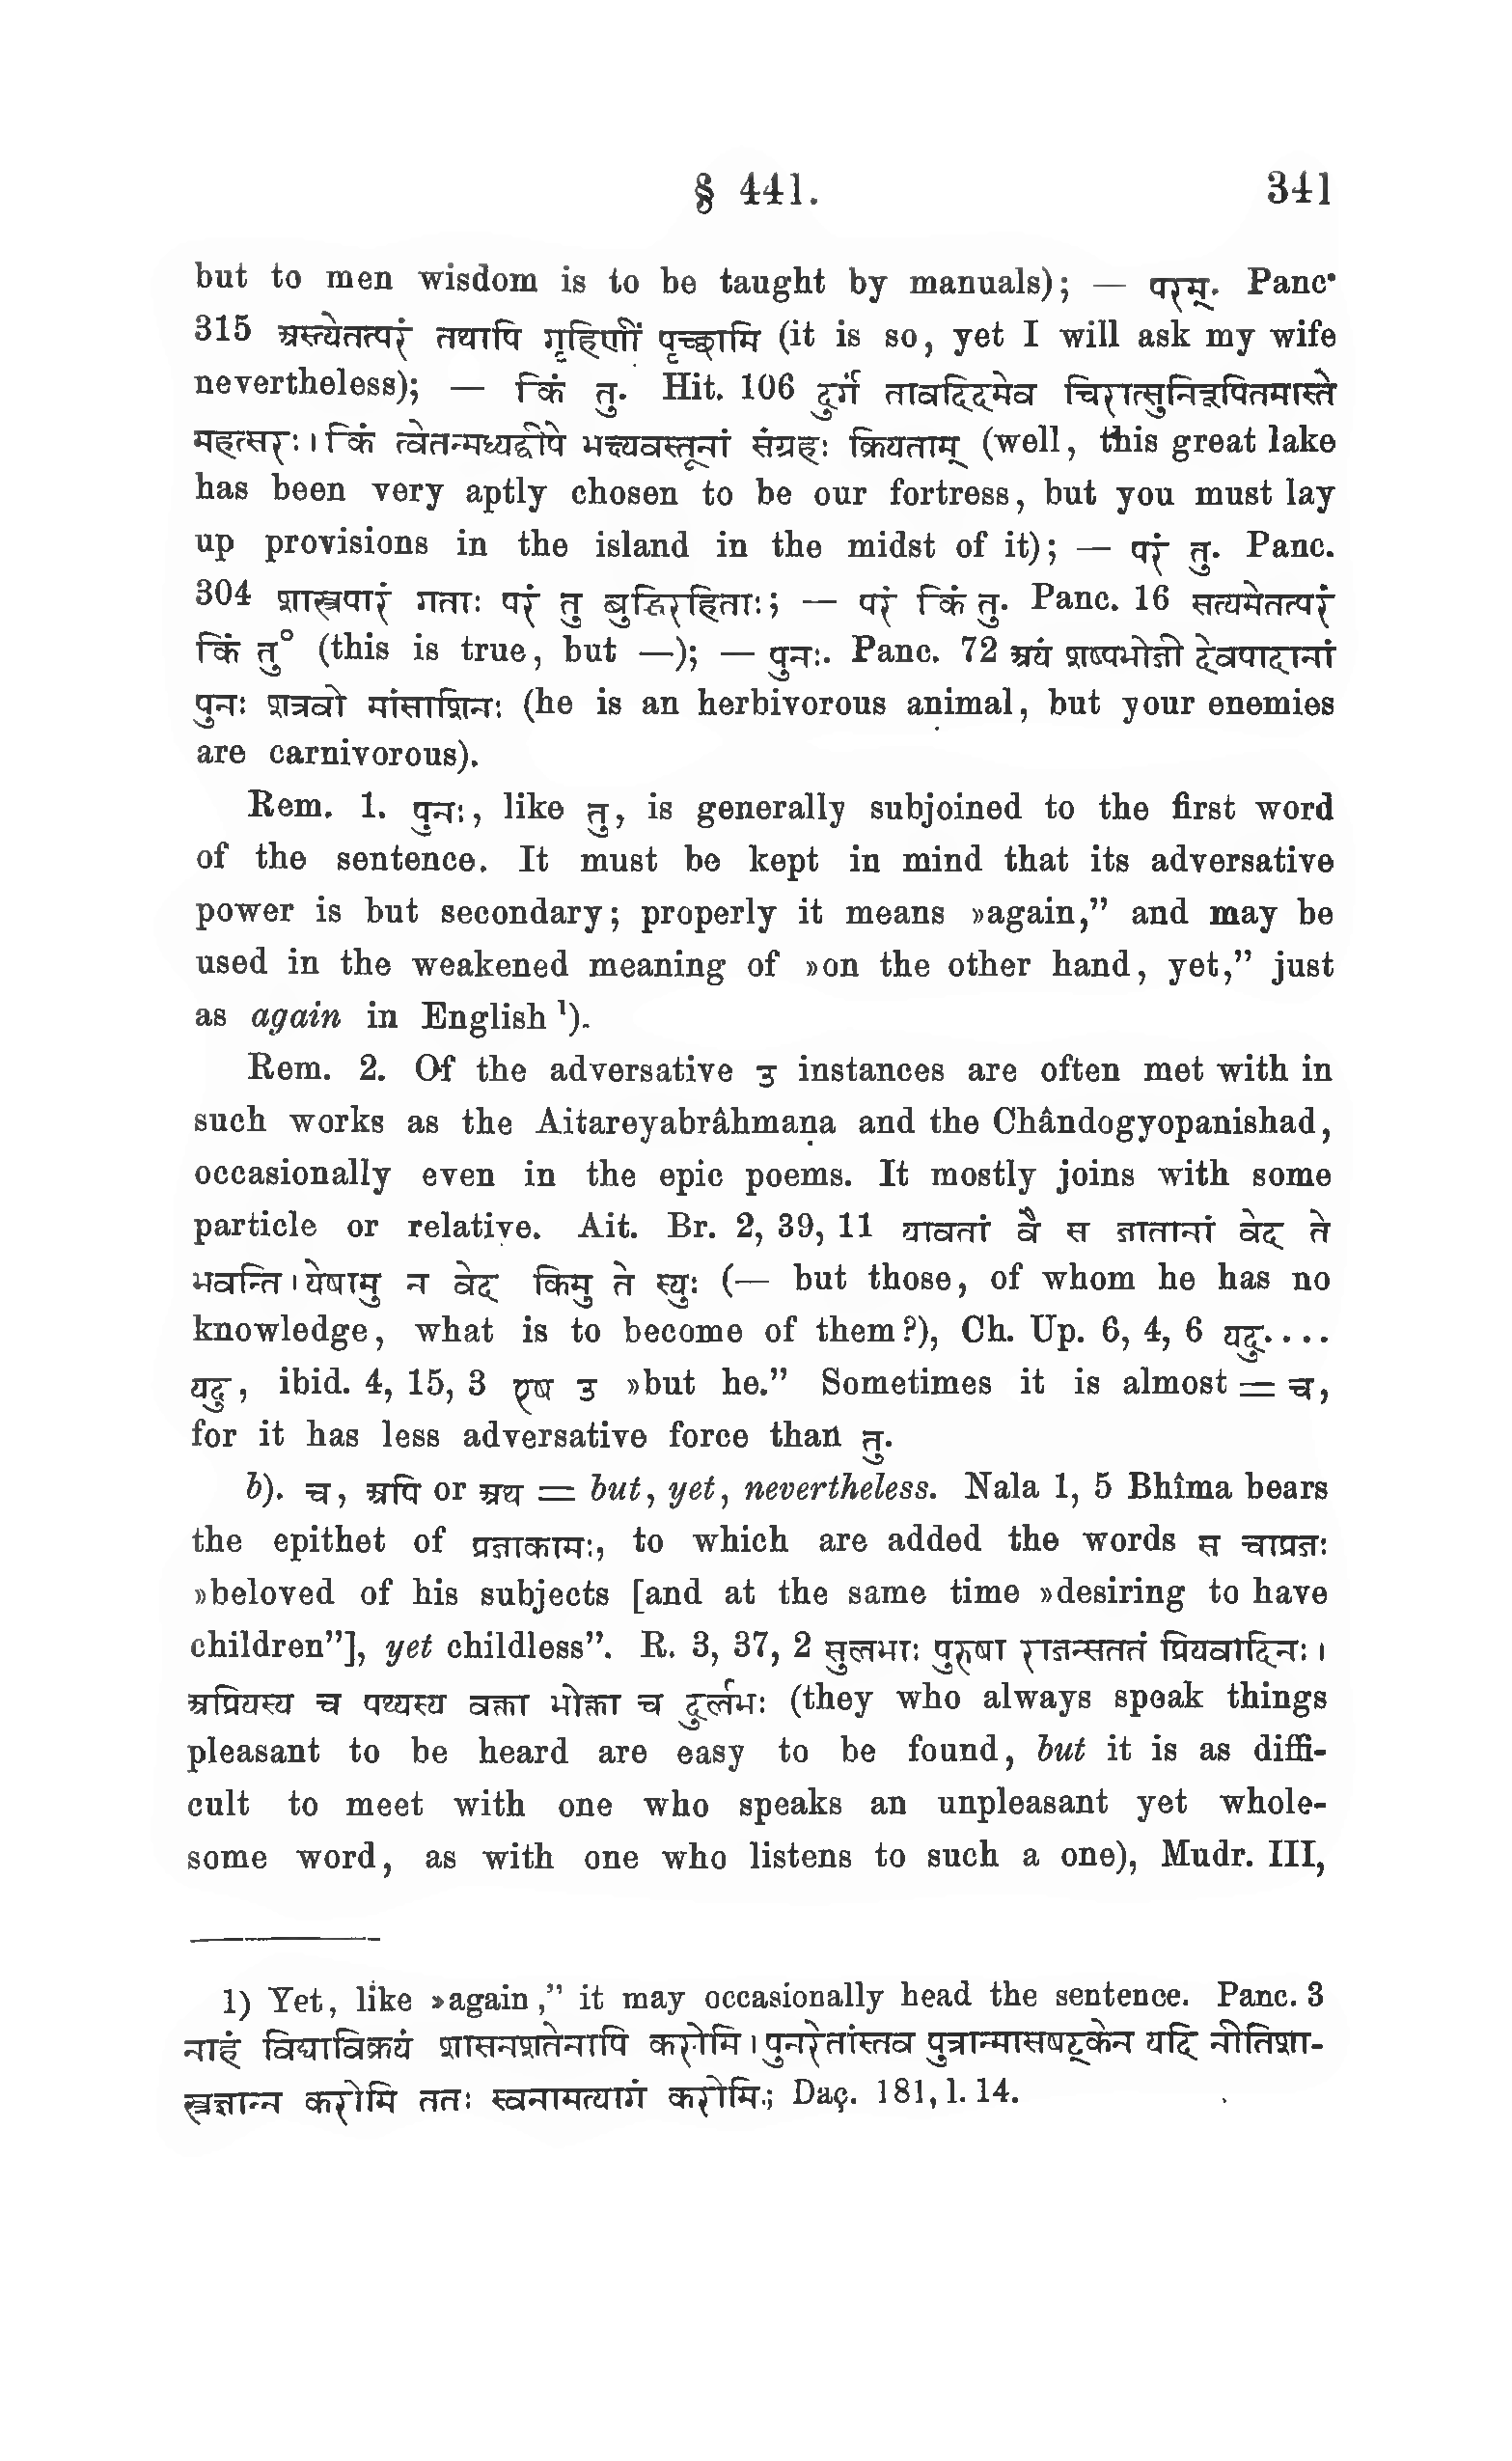 § 441. 341
but to men wisdom is to be taught by manuals); — परम्. Panc·
315 अस्त्येतत्परं तथापि गृहिणीं पृच्छामि (it is so, yet I will ask my wife
nevertheless); — किं तु. Hit. 106 दुर्गं तावदिदमेव चिरात्सुनिरूपितमास्ते
महत्सरः। किं त्वेतन्मध्यद्वीपे भक्ष्यवस्तूनां संग्रहः क्रियताम् (well, this great lake
has been very aptly chosen to be our fortress, but you must lay
up provisions in the island in the midst of it); — परं तु. Panc.
304 शास्त्रपारं गताः परं तु बुद्धिरहिताः; — परं किं तु. Panc. 16 सत्यमेतत्परं
किं तु° (this is true, but —); — पुनः. Panc. 72 अयं शष्पभोजी देवपादानां
पुनः शत्रवो मांसाशिनः (he is an herbivorous animal, but your enemies
are carnivorous).
Rem. 1. पुनः, like तु, is generally subjoined to the first word
of the sentence. It must be kept in mind that its adversative
power is but secondary; properly it means »again,” and may be
used in the weakened meaning of »on the other hand, yet,” just
as again in English ¹).
Rem. 2. Of the adversative उ instances are often met with in
such works as the Aitareyabrâhmaṇa and the Chândogyopanishad,
occasionally even in the epic poems. It mostly joins with some
particle or relative. Ait. Br. 2, 39, 11 यावतां वै स जातानां वेद ते
भवन्ति। येषामु न वेद किमु ते स्युः (— but those, of whom he has no
knowledge, what is to become of them?), Ch. Up. 6, 4, 6 यदु....
यदु, ibid. 4, 15, 3 एष उ »but he.” Sometimes it is almost = च,
for it has less adversative force than तु.
b). च, अपि or अथ = but, yet, nevertheless. Nala 1, 5 Bhîma bears
the epithet of प्रजाकामः, to which are added the words स चाप्रजः
»beloved of his subjects [and at the same time »desiring to have
children”], yet childless”. R. 3, 37, 2 सुलभाः पुरुषा राजन्सततं प्रियवादिनः।
अप्रियस्य च पथ्यस्य वक्ता भोक्ता च दुर्लभः (they who always speak things
pleasant to be heard are easy to be found, but it is as diffi-
cult to meet with one who speaks an unpleasant yet whole-
some word, as with one who listens to such a one), Mudr. III,
1) Yet, like »again,” it may occasionally head the sentence. Panc. 3
नाहं विद्याविक्रयं शासनशतेनापि करोमि। पुनरेतांस्तव पुत्रान्मासषट्केन यदि नीतिशा-
स्त्रज्ञान्न करोमि ततः स्वनामत्यागं करोमि; Daç. 181, l. 14.